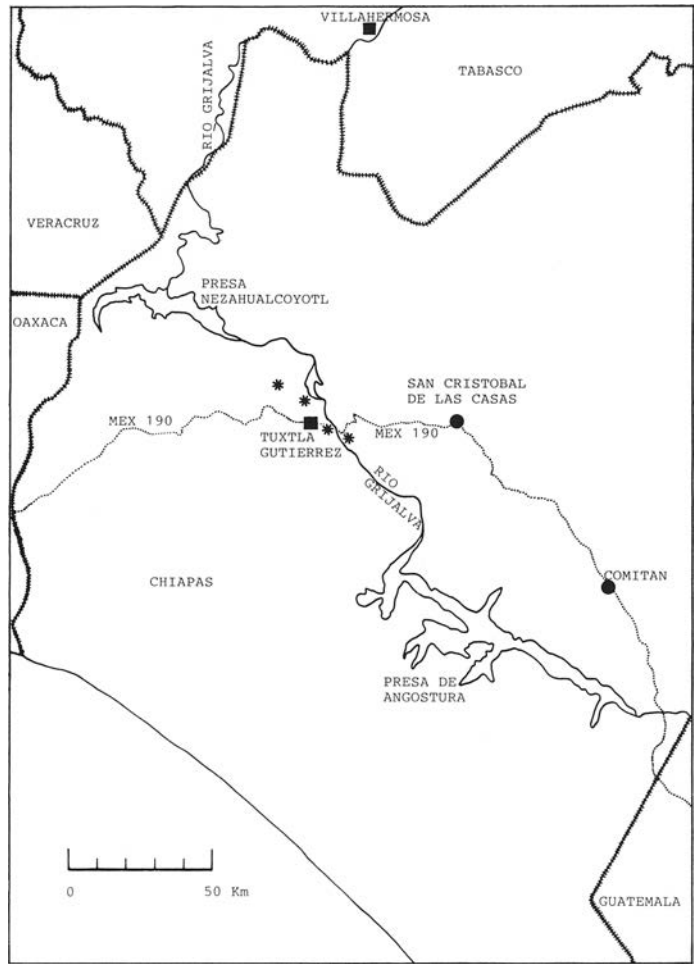 VILLAHERMOSA
TABASCO
RIO GRIJALVA
VERACRUZ
PRESA
NEZAHUALCOYOTL
OAXACA
SAN CRISTOBAL
DE LAS CASAS
MEX 190
MEX 190
TUXTLA
GUTIERREZ
RIO
GRIJALVA
CHIAPAS
COMITAN
PRESA DE
ANGOSTURA
0 50 Km
GUATEMALA